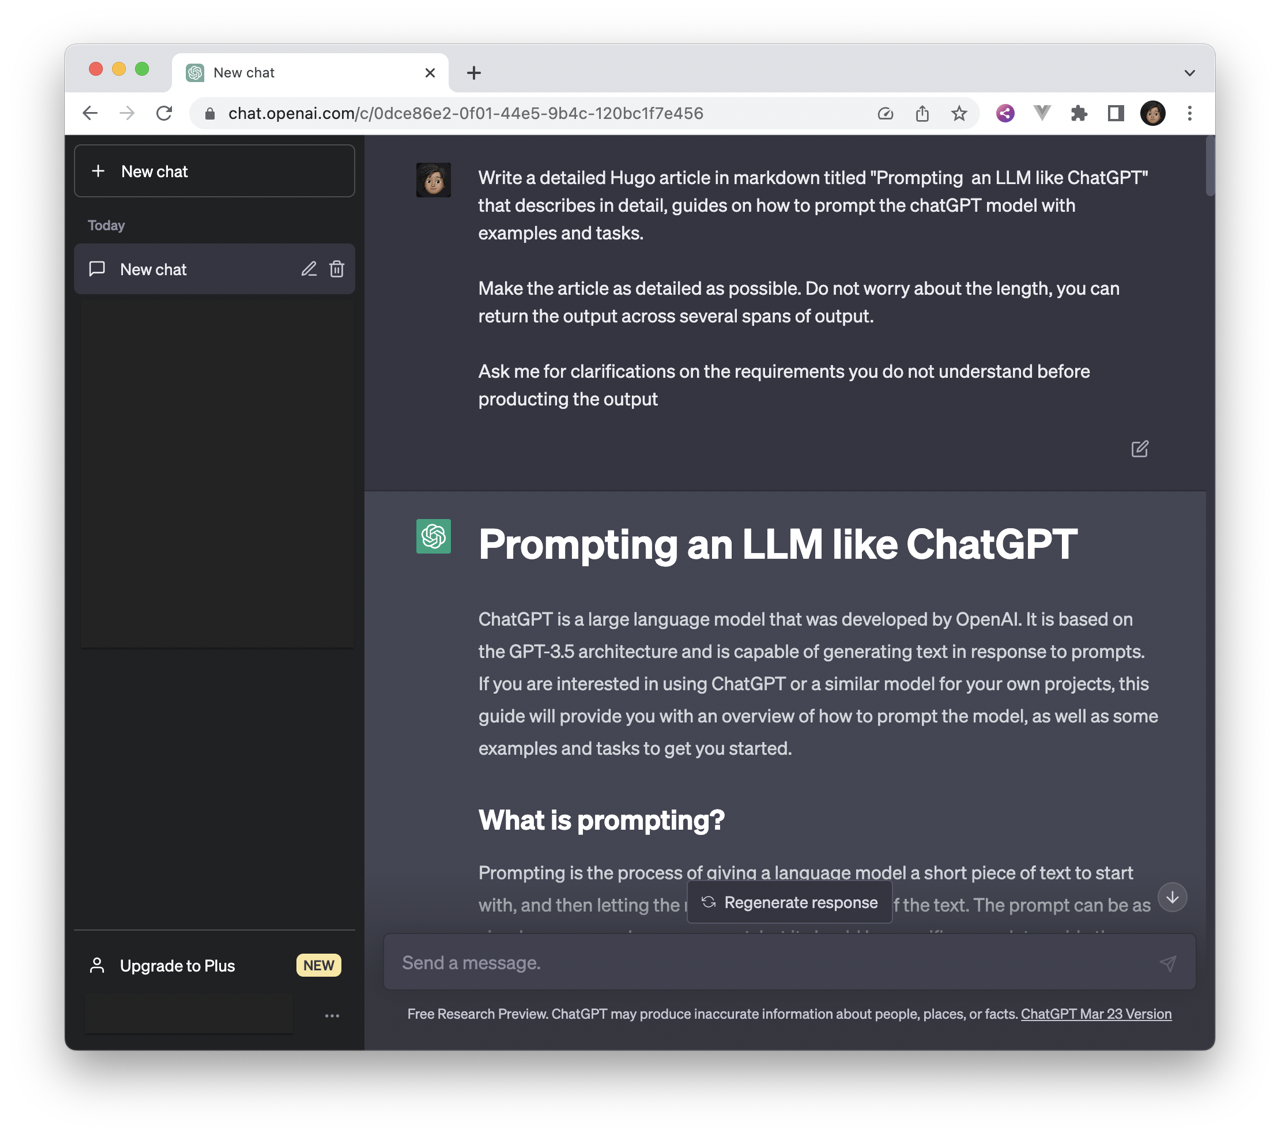 New chat
chat.openai.com/c/0dce86e2-0f01-44e5-9b4c-120bc1f7e456
New chat
Today
New chat
Upgrade to Plus
NEW
Write a detailed Hugo article in markdown titled "Prompting  an LLM like ChatGPT"
that describes in detail, guides on how to prompt the chatGPT model with
examples and tasks.
Make the article as detailed as possible. Do not worry about the length, you can
return the output across several spans of output.
Ask me for clarifications on the requirements you do not understand before
producting the output
Prompting an LLM like ChatGPT
ChatGPT is a large language model that was developed by OpenAI. It is based on
the GPT-3.5 architecture and is capable of generating text in response to prompts.
If you are interested in using ChatGPT or a similar model for your own projects, this
guide will provide you with an overview of how to prompt the model, as well as some
examples and tasks to get you started.
What is prompting?
Prompting is the process of giving a language model a short piece of text to start
with, and then letting the
f the text. The prompt can be as
Regenerate response
Send a message.
Free Research Preview. ChatGPT may produce inaccurate information about people, places, or facts. ChatGPT Mar 23 Version